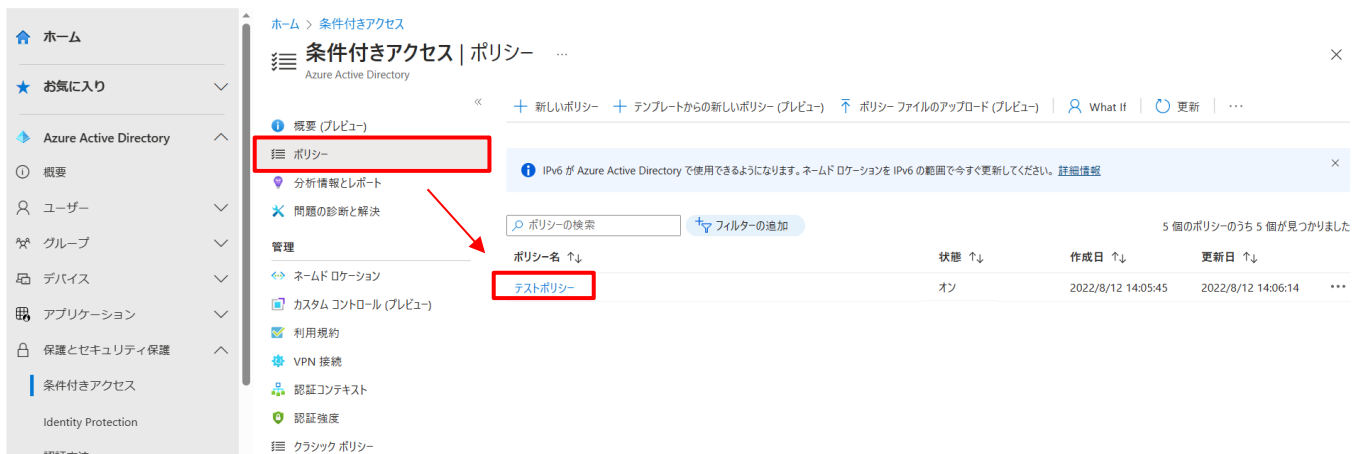 ホーム
お気に入り
Azure Active Directory
概要
ユーザー
グループ
デバイス
アプリケーション
保護とセキュリティ保護
条件付きアクセス
Identity Protection
ホーム > 条件付きアクセス
条件付きアクセス | ポリシー ...
Azure Active Directory
«
概要 (プレビュー)
ポリシー
分析情報とレポート
問題の診断と解決
管理
ネームド ロケーション
カスタム コントロール (プレビュー)
利用規約
VPN 接続
認証コンテキスト
認証強度
クラシック ポリシー
+ 新しいポリシー + テンプレートからの新しいポリシー (プレビュー) ポリシー ファイルのアップロード (プレビュー) What If 更新 ...
IPv6 が Azure Active Directory で使用できるようになります。ネームド ロケーションを IPv6 の範囲で今すぐ更新してください。 詳細情報
ポリシーの検索 フィルターの追加
5 個のポリシーのうち 5 個が見つかりました
ポリシー名 ↑↓ 状態 ↑↓ 作成日 ↑↓ 更新日 ↑↓
テストポリシー オン 2022/8/12 14:05:45 2022/8/12 14:06:14 ...